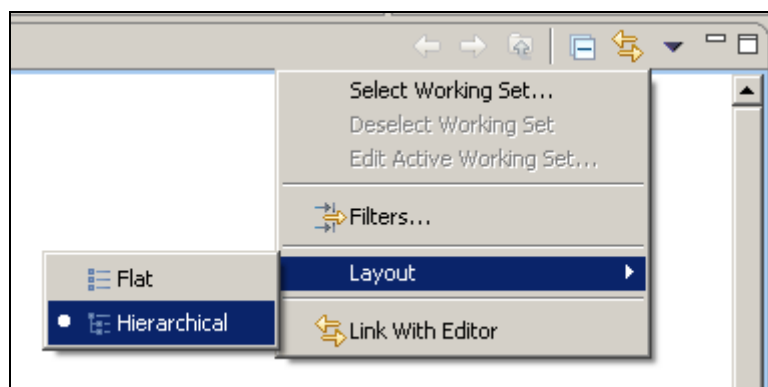 Select Working Set...
Deselect Working Set
Edit Active Working Set...
Filters...
Layout
Flat
Hierarchical
Link With Editor